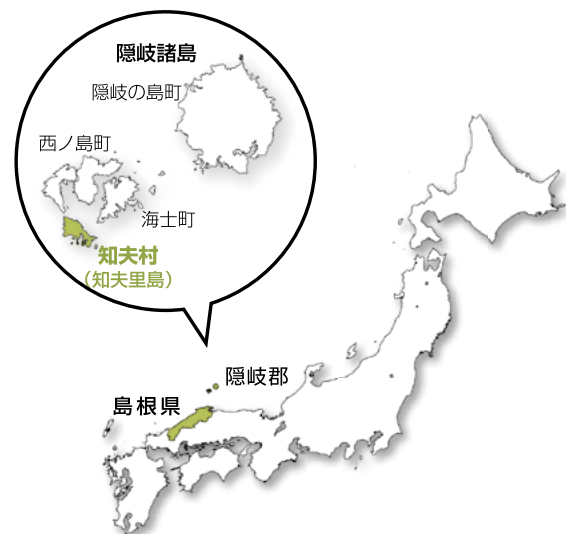 隠岐諸島
隠岐の島町
西ノ島町
海士町
知夫村
（知夫里島）
隠岐郡
島根県